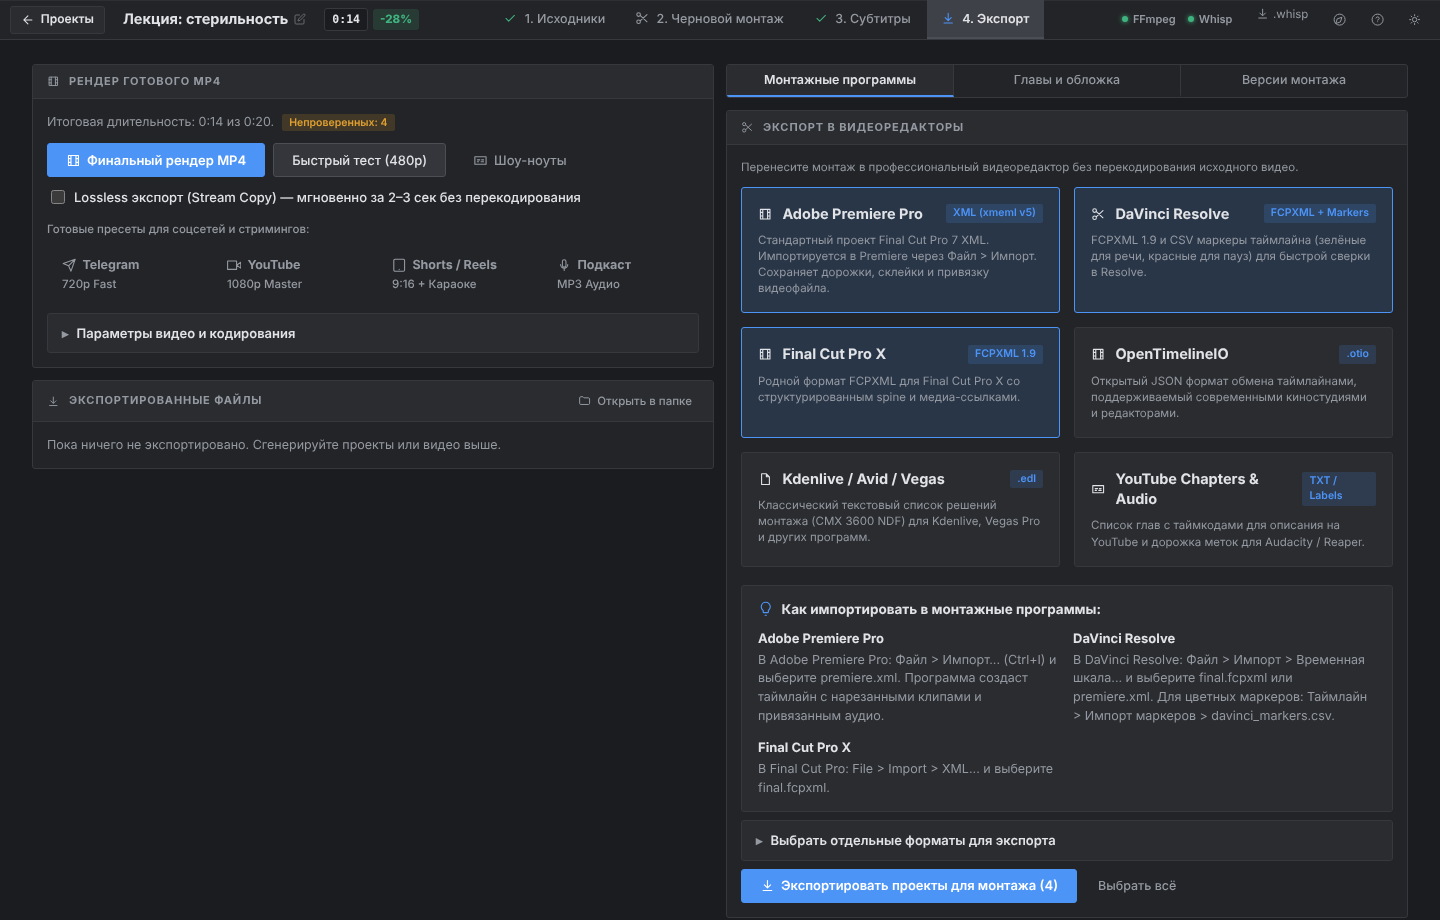 Проекты
Лекция: стерильность
0:14
-28%
1. Исходники
2. Черновой монтаж
3. Субтитры
4. Экспорт
FFmpeg
Whisp
.whisp
РЕНДЕР ГОТОВОГО MP4
Итоговая длительность: 0:14 из 0:20.
Непроверенных: 4
Финальный рендер MP4
Быстрый тест (480p)
Шоу-ноуты
Lossless экспорт (Stream Copy) — мгновенно за 2–3 сек без перекодирования
Готовые пресеты для соцсетей и стримингов:
Telegram
720p Fast
YouTube
1080p Master
Shorts / Reels
9:16 + Караоке
Подкаст
MP3 Аудио
Параметры видео и кодирования
ЭКСПОРТИРОВАННЫЕ ФАЙЛЫ
Открыть в папке
Пока ничего не экспортировано. Сгенерируйте проекты или видео выше.
Монтажные программы
Главы и обложка
Версии монтажа
ЭКСПОРТ В ВИДЕОРЕДАКТОРЫ
Перенесите монтаж в профессиональный видеоредактор без перекодирования исходного видео.
Adobe Premiere Pro
XML (xmeml v5)
Стандартный проект Final Cut Pro 7 XML.
Импортируется в Premiere через Файл > Импорт.
Сохраняет дорожки, склейки и привязку
видеофайла.
DaVinci Resolve
FCPXML + Markers
FCPXML 1.9 и CSV маркеры таймлайна (зелёные
для речи, красные для пауз) для быстрой сверки
в Resolve.
Final Cut Pro X
FCPXML 1.9
Родной формат FCPXML для Final Cut Pro X со
структурированным spine и медиа-ссылками.
OpenTimelineIO
.otio
Открытый JSON формат обмена таймлайнами,
поддерживаемый современными киностудиями
и редакторами.
Kdenlive / Avid / Vegas
.edl
Классический текстовый список решений
монтажа (CMX 3600 NDF) для Kdenlive, Vegas Pro
и других программ.
YouTube Chapters &
Audio
TXT /
Labels
Список глав с таймкодами для описания на
YouTube и дорожка меток для Audacity / Reaper.
Как импортировать в монтажные программы:
Adobe Premiere Pro
В Adobe Premiere Pro: Файл > Импорт... (Ctrl+I) и
выберите premiere.xml. Программа создаст
таймлайн с нарезанными клипами и
привязанным аудио.
DaVinci Resolve
В DaVinci Resolve: Файл > Импорт > Временная
шкала... и выберите final.fcpxml или
premiere.xml. Для цветных маркеров: Таймлайн
> Импорт маркеров > davinci_markers.csv.
Final Cut Pro X
В Final Cut Pro: File > Import > XML... и выберите
final.fcpxml.
Выбрать отдельные форматы для экспорта
Экспортировать проекты для монтажа (4)
Выбрать всё